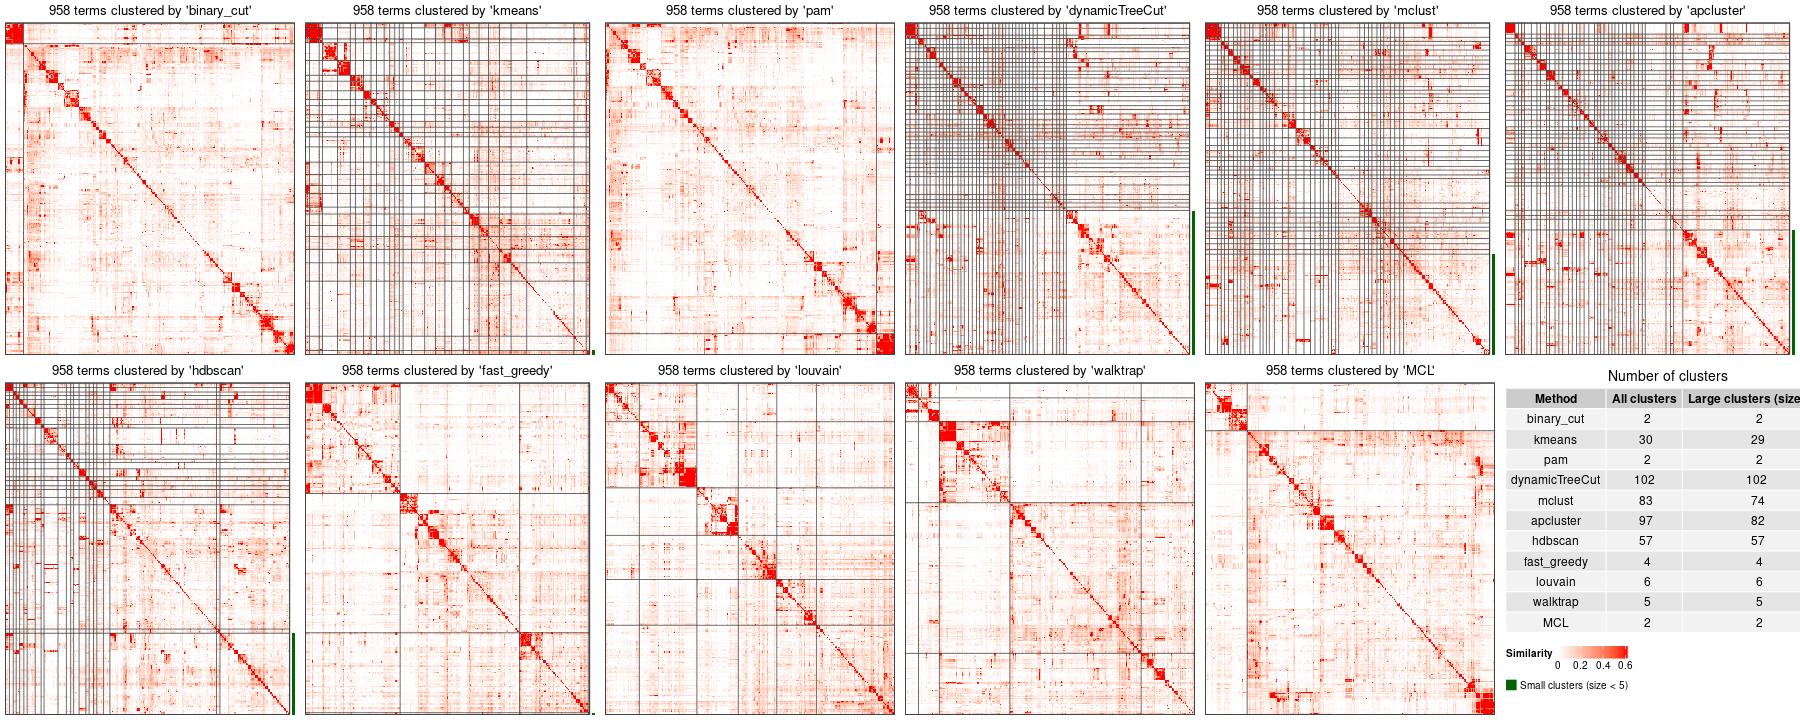 958 terms clustered by 'binary_cut'
958 terms clustered by 'kmeans'
958 terms clustered by 'pam'
958 terms clustered by 'dynamicTreeCut'
958 terms clustered by 'mclust'
958 terms clustered by 'apcluster'
958 terms clustered by 'hdbscan'
958 terms clustered by 'fast_greedy'
958 terms clustered by 'louvain'
958 terms clustered by 'walktrap'
958 terms clustered by 'MCL'
Number of clusters
Method All clusters Large clusters (size
binary_cut 2 2
kmeans 30 29
pam 2 2
dynamicTreeCut 102 102
mclust 83 74
apcluster 97 82
hdbscan 57 57
fast_greedy 4 4
louvain 6 6
walktrap 5 5
MCL 2 2
Similarity
0 0.2 0.4 0.6
Small clusters (size < 5)